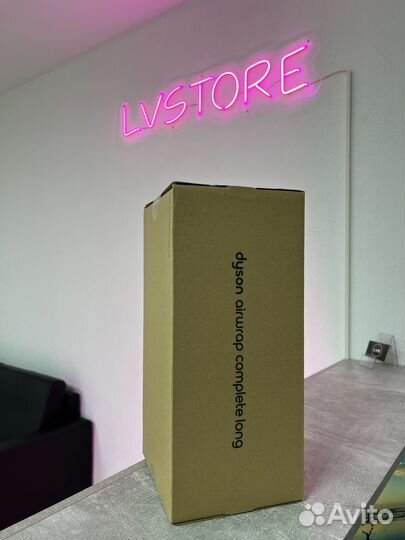 LVSTORE
dyson airwrap complete long
Avito